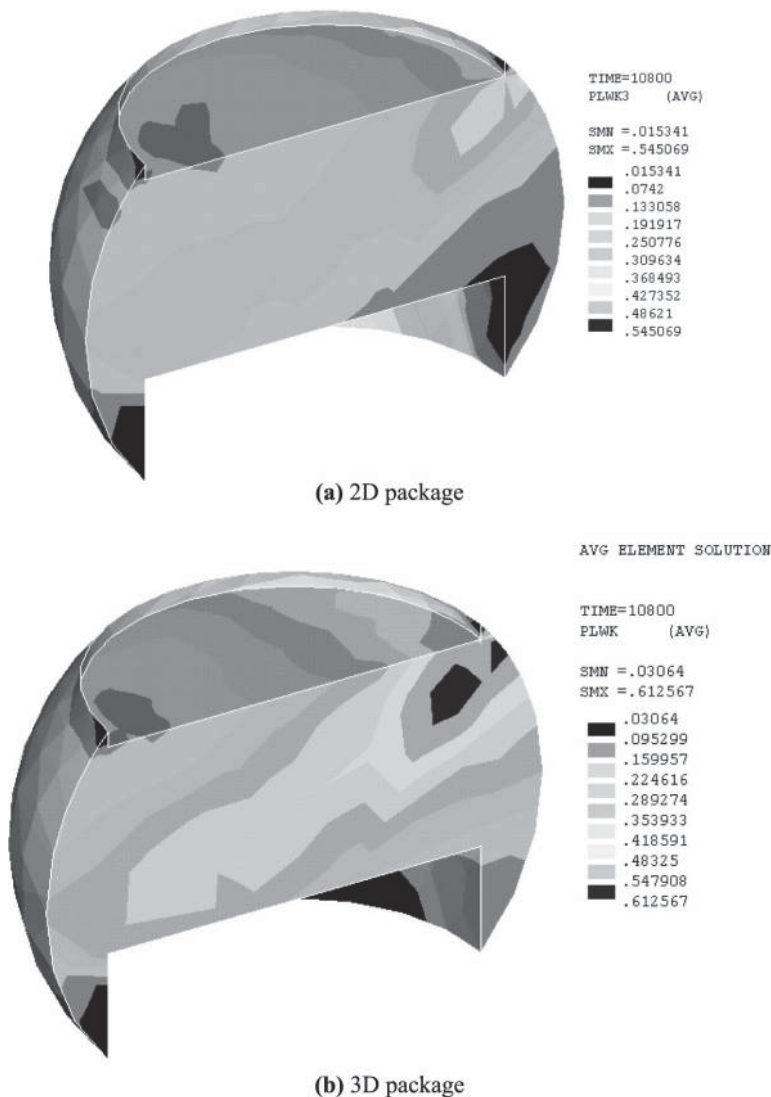 TIME=10800
PLWK3 (AVG)
SMN =.015341
SMX =.545069
.015341
.0742
.133058
.191917
.250776
.309634
.368493
.427352
.48621
.545069
(a) 2D package
AVG ELEMENT SOLUTION
TIME=10800
PLWK (AVG)
SMN =.03064
SMX =.612567
.03064
.095299
.159957
.224616
.289274
.353933
.418591
.48325
.547908
.612567
(b) 3D package